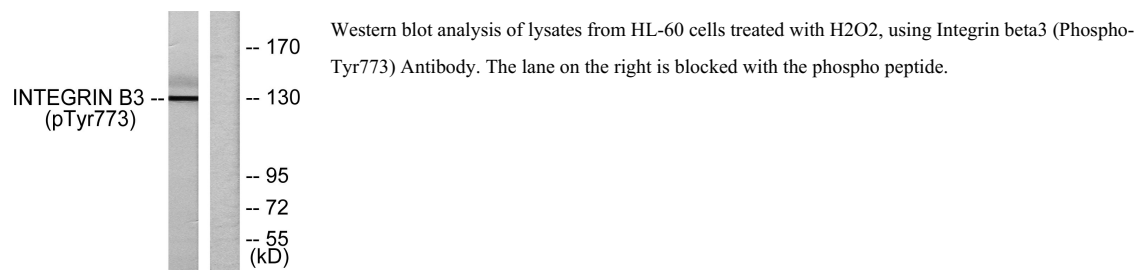 INTEGRIN B3 --
(pTyr773)
-- 170
-- 130
-- 95
-- 72
-- 55
(kD)
Western blot analysis of lysates from HL-60 cells treated with H2O2, using Integrin beta3 (Phospho-
Tyr773) Antibody. The lane on the right is blocked with the phospho peptide.